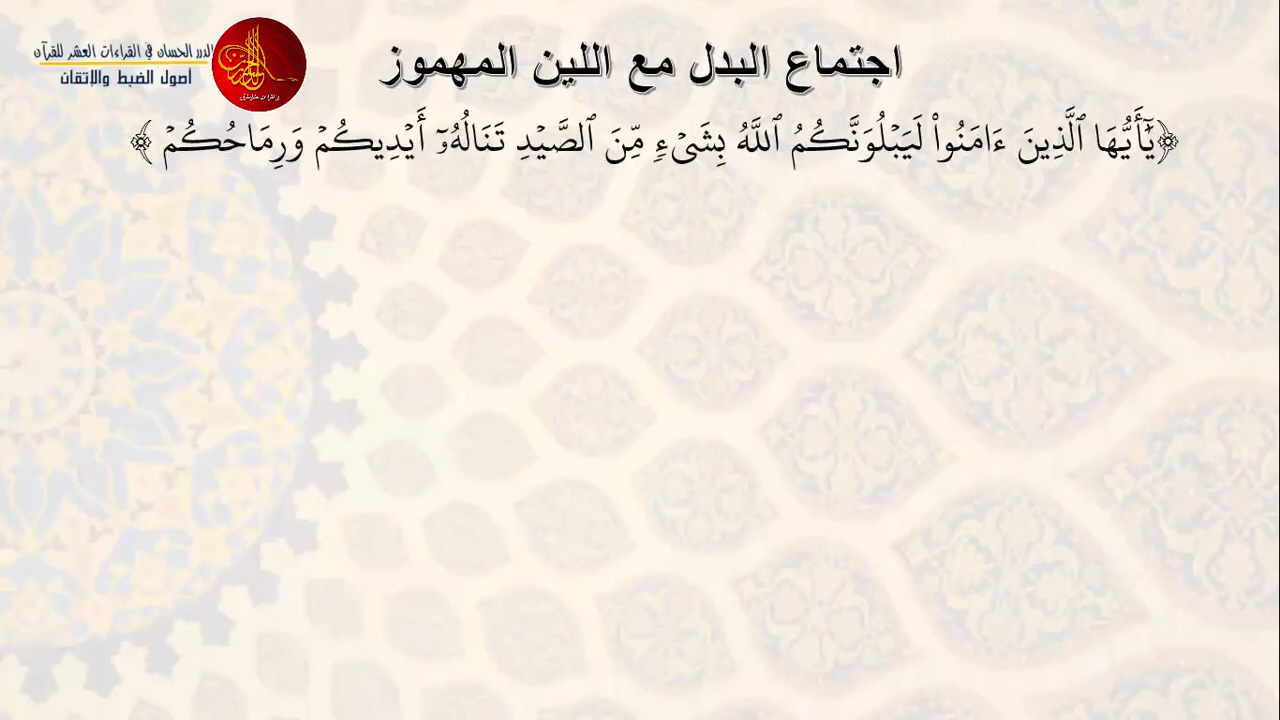 اجتماع البدل مع اللين المهموز
الدرر الحسان في القراءات العشر للقرآن
أصول الضبط والإتقان
﴿يَٰٓأَيُّهَا ٱلَّذِينَ ءَامَنُواْ لَيَبْلُوَنَّكُمُ ٱللَّهُ بِشَيْءٖ مِّنَ ٱلصَّيْدِ تَنَالُهُۥٓ أَيْدِيكُمْ وَرِمَاحُكُمْ﴾